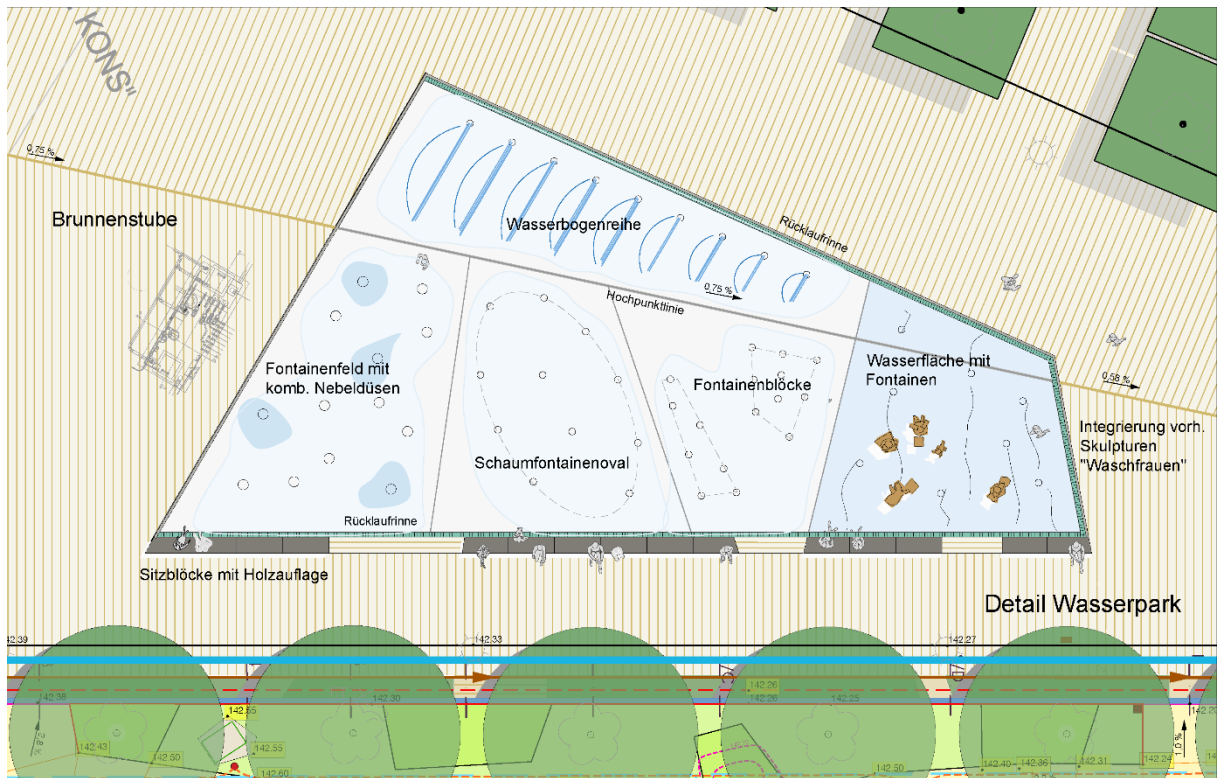 KONS"
0,75 %
Brunnenstube
Wasserbogenreihe
Rücklaufrinne
0,75 %
Hochpunktlinie
Fontainenfeld mit
komb. Nebeldüsen
Fontainenblöcke
Wasserfläche mit
Fontainen
0,58 %
Integrierung vorh.
Skulpturen
"Waschfrauen"
Schaumfontainenoval
Rücklaufrinne
Sitzblöcke mit Holzauflage
Detail Wasserpark
142.39
142.33
142.27
142.38
142.30
142.26
142.26
142.25
142.55
142.43
142.50
142.55
142.60
142.50
142.40
142.36
142.31
142.24
1.0 %